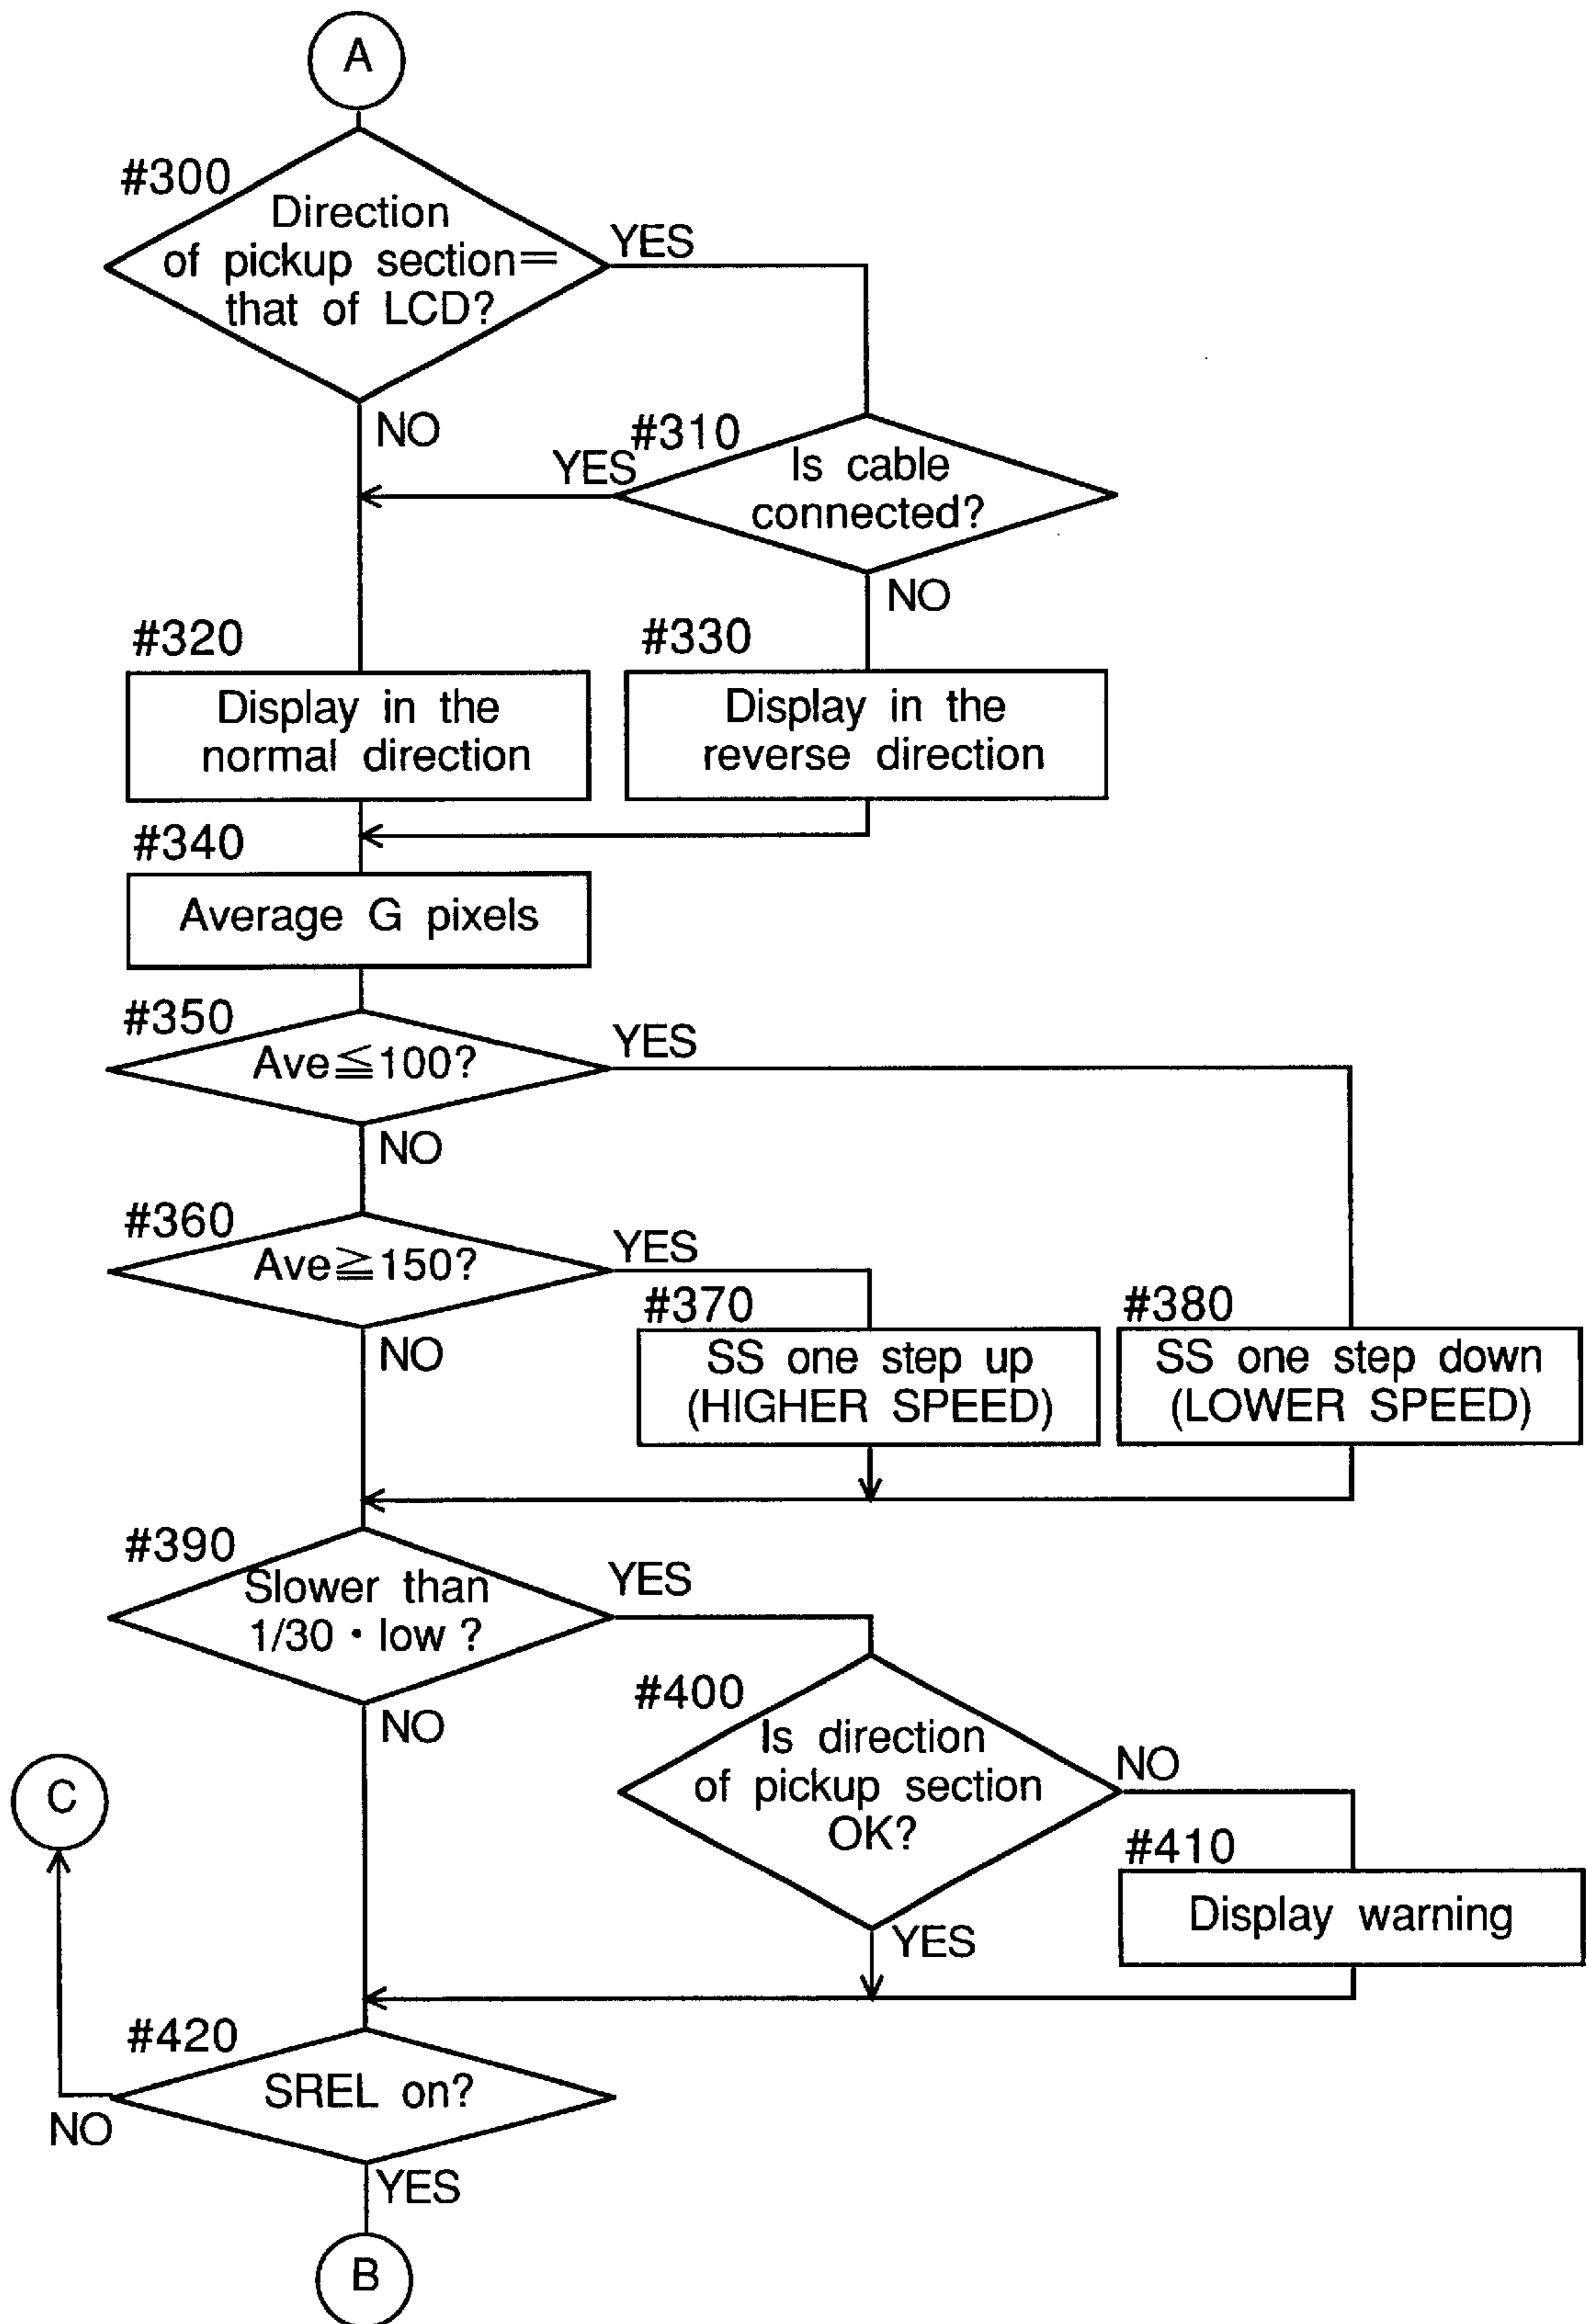 A
#300
Direction
of pickup section=
that of LCD?
YES
NO
#310
YES
Is cable
connected?
NO
#320
Display in the
normal direction
#330
Display in the
reverse direction
#340
Average G pixels
#350
Ave≦100?
YES
NO
#360
Ave≧150?
YES
NO
#370
SS one step up
(HIGHER SPEED)
#380
SS one step down
(LOWER SPEED)
#390
Slower than
1/30・low ?
YES
NO
#400
Is direction
of pickup section
OK?
NO
YES
#410
Display warning
C
#420
SREL on?
NO
YES
B